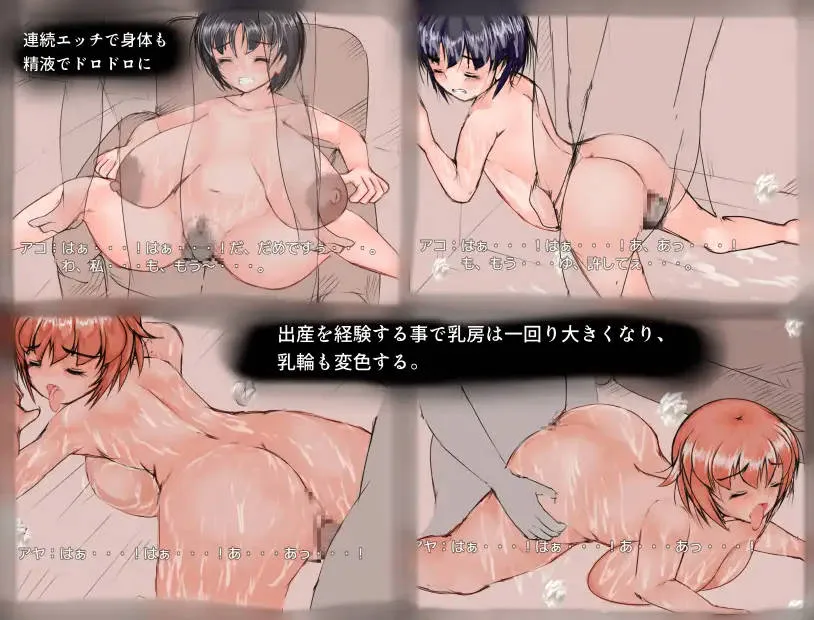 連続エッチで身体も
精液でドロドロに
アコ：はぁ・・・！はぁ・・・！だ、だめですぅ・・・。
わ、私・・・も、もう～・・・。
アコ：はぁ・・・！はぁ・・・！あ、あっ・・・！
も、もう・・・ゆ、許してぇ・・・。
出産を経験する事で乳房は一回り大きくなり、
乳輪も変色する。
アヤ：はぁ・・・！はぁ・・・！あ・・・あっ・・・！
アヤ：はぁ・・・！はぁ・・・！あ・・・あっ・・・！